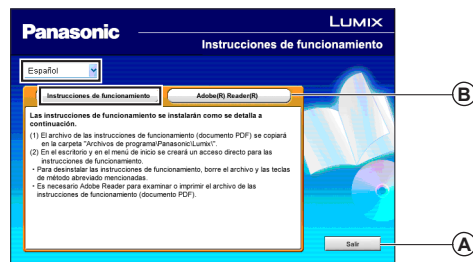 Panasonic
LUMIX
Instrucciones de funcionamiento
Español
Instrucciones de funcionamiento
Adobe(R) Reader(R)
B
Las instrucciones de funcionamiento se instalarán como se detalla a
continuación.
(1) El archivo de las instrucciones de funcionamiento (documento PDF) se copiará
en la carpeta "Archivos de programa\Panasonic\Lumix\".
(2) En el escritorio y en el menú de inicio se creará un acceso directo para las
instrucciones de funcionamiento.
・Para desinstalar las instrucciones de funcionamiento, borre el archivo y las teclas
de método abreviado mencionadas.
・Es necesario Adobe Reader para examinar o imprimir el archivo de las
instrucciones de funcionamiento (documento PDF).
Salir
A